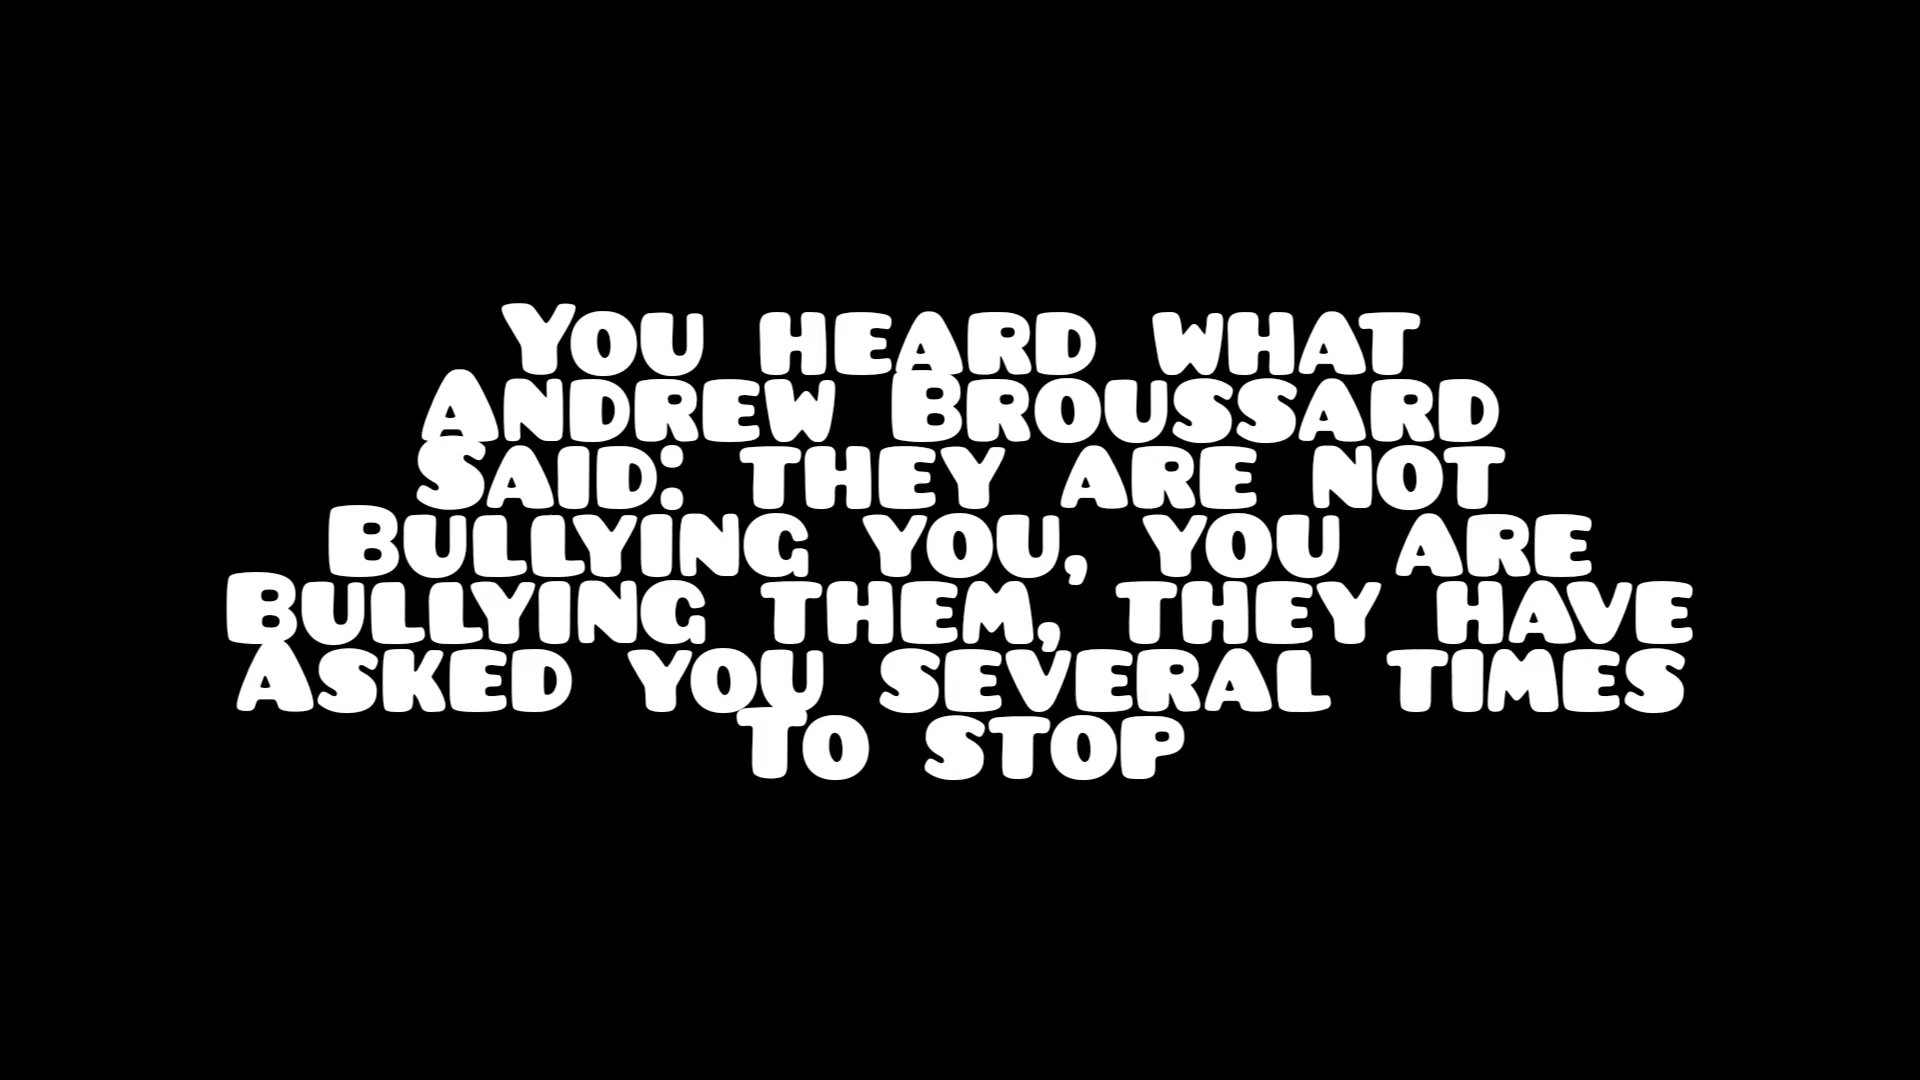 You heard what
Andrew Broussard
Said: they are not
Bullying you, you are
Bullying them, they have
Asked you several times
To stop